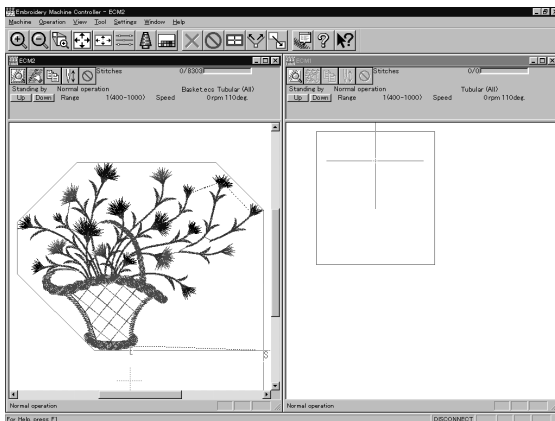 Embroidery Machine Controller - ECM2
Machine Operation View Tool Settings Window Help
ECM2
Stitches 0/8303
Standing by Normal operation Basket.ecs Tubular (All)
Up Down Range 1(400-1000) Speed 0rpm 110deg.
L
S
Normal operation
ECM1
Stitches 0/0
Standing by Normal operation Tubular (All)
Up Down Range 1(400-1000) Speed 0rpm 110deg.
Normal operation
For Help, press F1 DISCONNECT